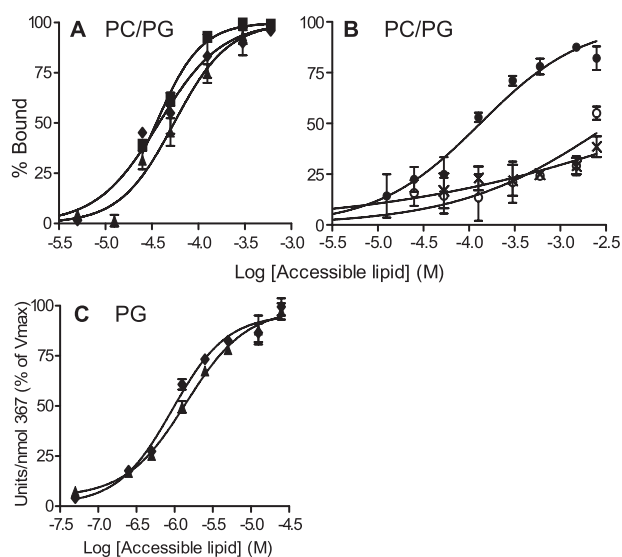 A PC/PG
B PC/PG
% Bound
100
75
50
25
0
-5.5 -5.0 -4.5 -4.0 -3.5 -3.0
100
75
50
25
0
-5.5 -5.0 -4.5 -4.0 -3.5 -3.0 -2.5
Log [Accessible lipid] (M)
C PG
Units/nmol 367 (% of Vmax)
100
75
50
25
0
-7.5 -7.0 -6.5 -6.0 -5.5 -5.0 -4.5
Log [Accessible lipid] (M)